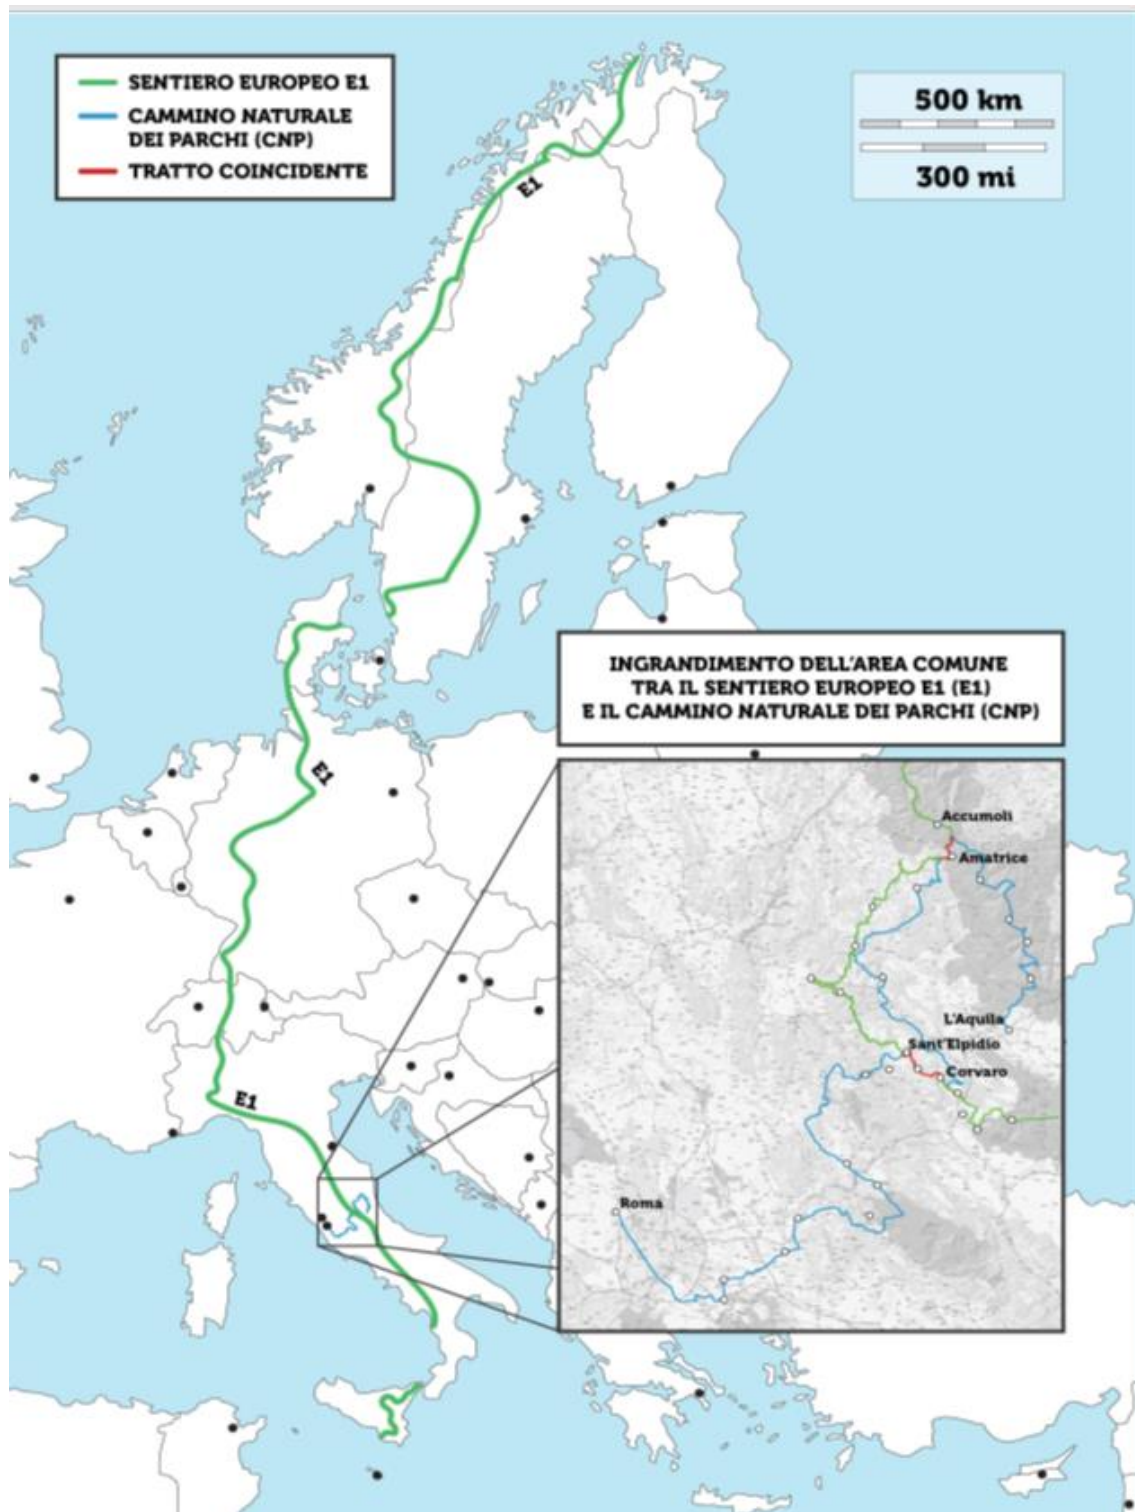 SENTIERO EUROPEO E1
CAMMINO NATURALE
DEI PARCHI (CNP)
TRATTO COINCIDENTE
500 km
300 mi
E1
INGRANDIMENTO DELL'AREA COMUNE
TRA IL SENTIERO EUROPEO E1 (E1)
E IL CAMMINO NATURALE DEI PARCHI (CNP)
E1
Accumoli
Amatrice
L'Aquila
Sant'Elpidio
Corvaro
E1
Roma